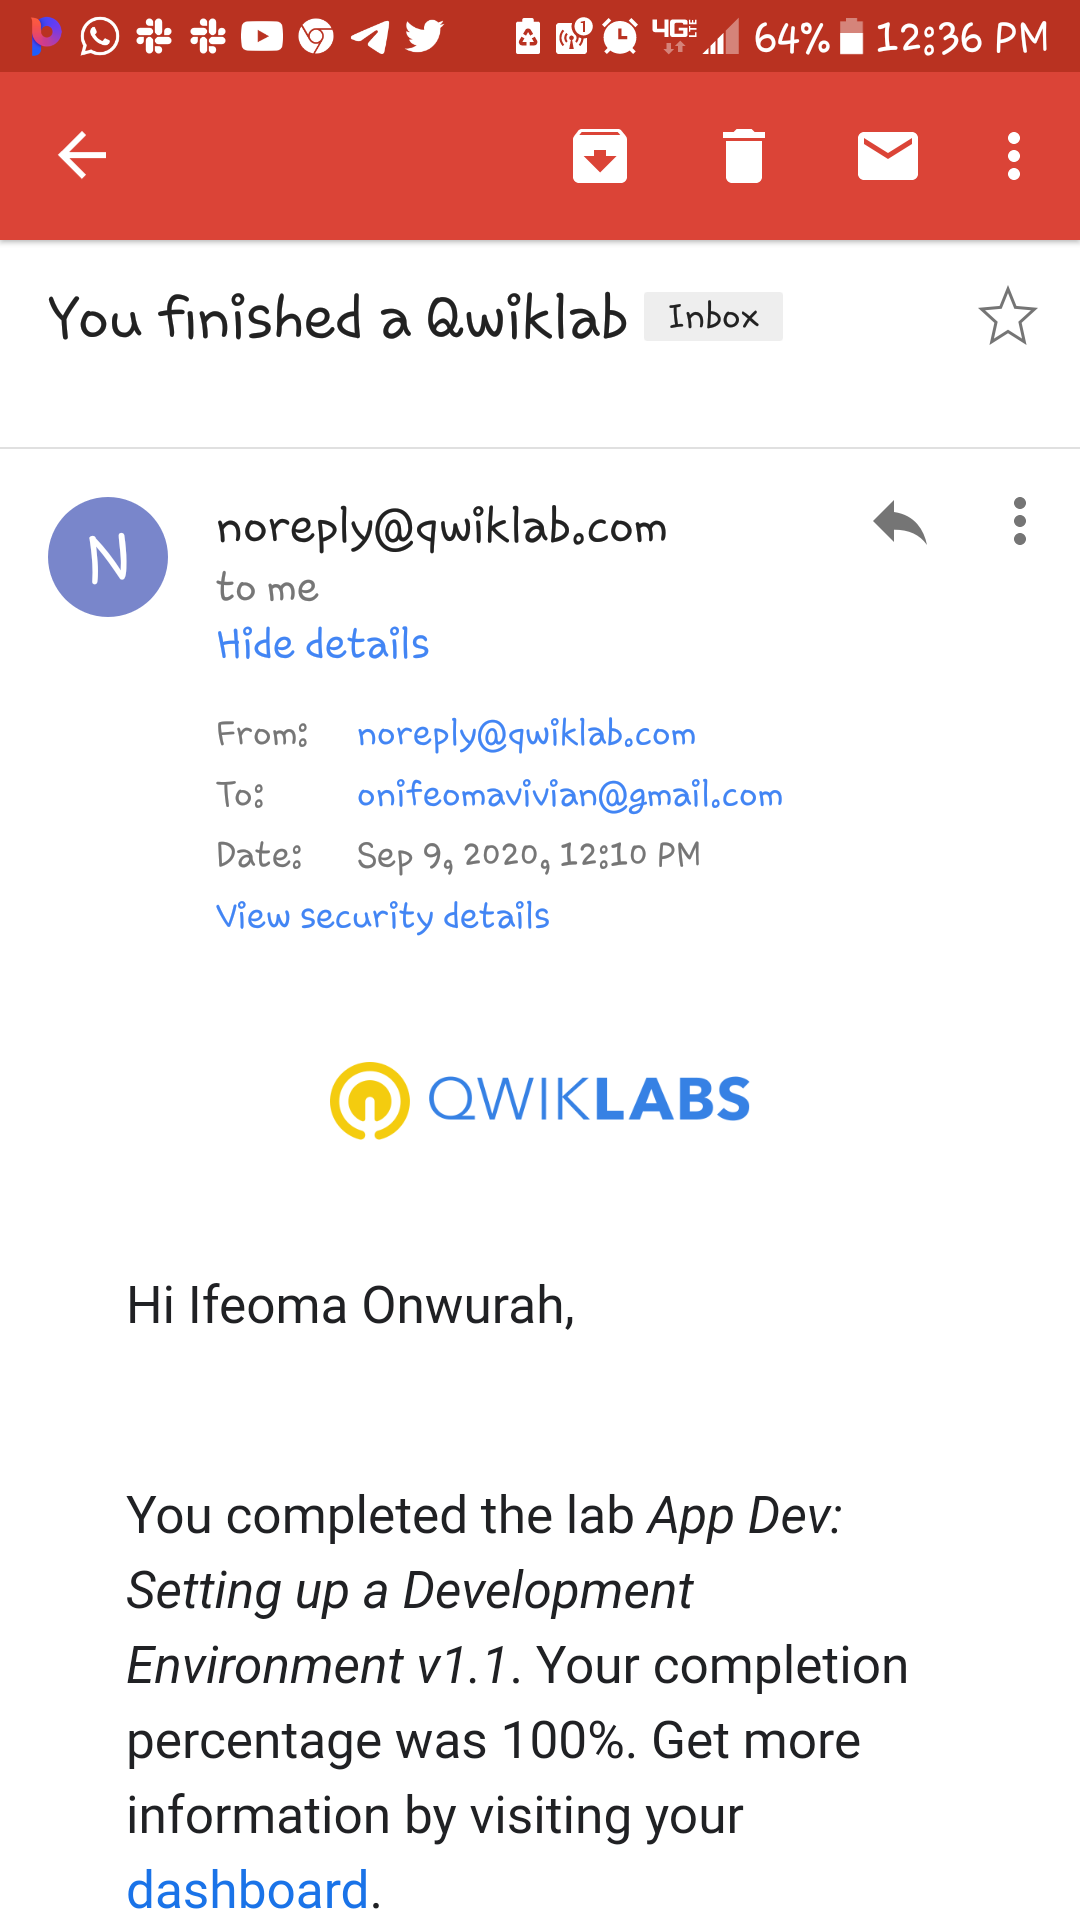 64% 12:36 PM
You finished a Qwiklab Inbox
N
noreply@qwiklab.com
to me
Hide details
From: noreply@qwiklab.com
To: onifeomavivian@gmail.com
Date: Sep 9, 2020, 12:10 PM
View security details
QWIKLABS
Hi Ifeoma Onwurah,
You completed the lab App Dev:
Setting up a Development
Environment v1.1. Your completion
percentage was 100%. Get more
information by visiting your
dashboard.